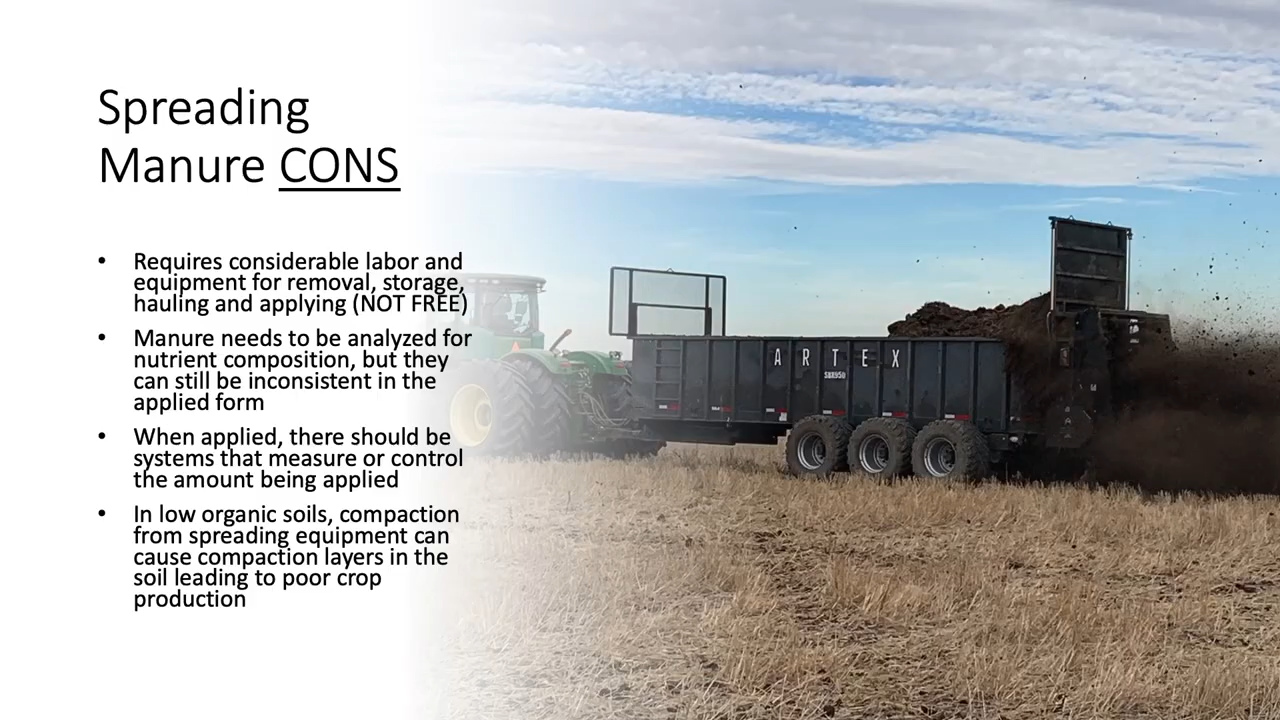 Spreading
Manure CONS
• Requires considerable labor and
equipment for removal, storage,
hauling and applying (NOT FREE)
• Manure needs to be analyzed for
nutrient composition, but they
can still be inconsistent in the
applied form
• When applied, there should be
systems that measure or control
the amount being applied
• In low organic soils, compaction
from spreading equipment can
cause compaction layers in the
soil leading to poor crop
production
ARTEX